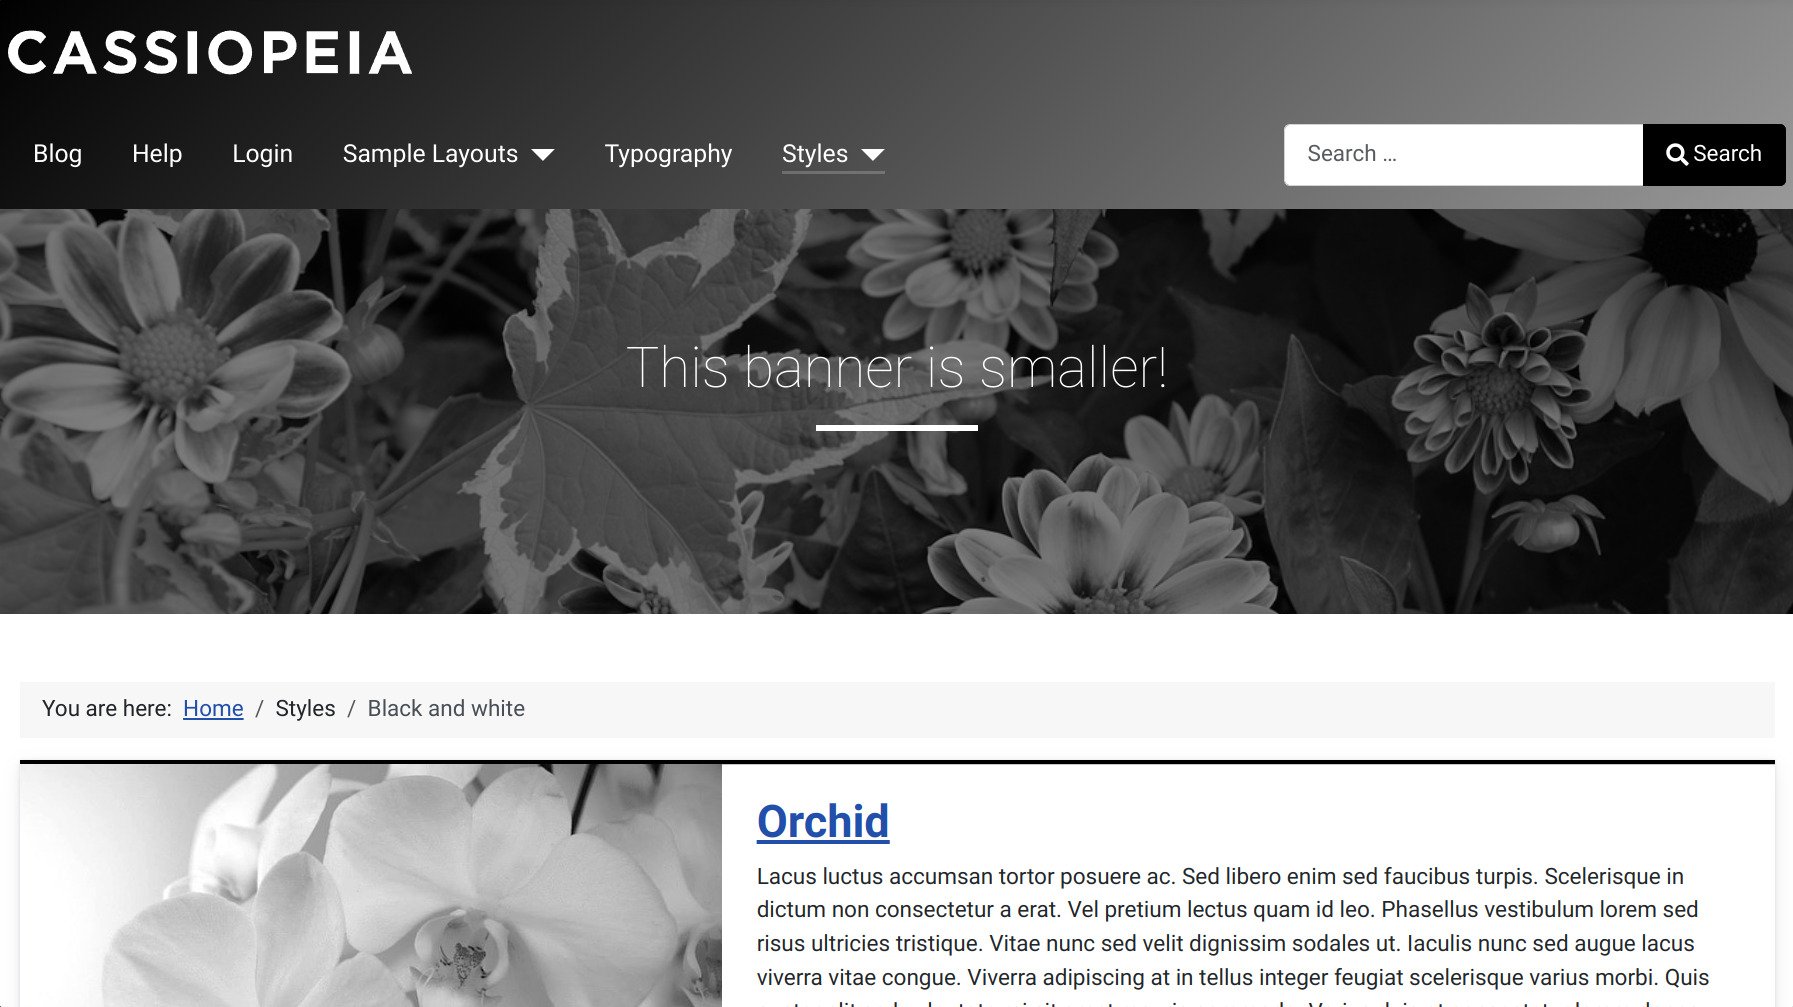 CASSIOPEIA
Blog Help Login Sample Layouts Typography Styles
Search ... Search
This banner is smaller!
You are here: Home / Styles / Black and white
Orchid
Lacus luctus accumsan tortor posuere ac. Sed libero enim sed faucibus turpis. Scelerisque in
dictum non consectetur a erat. Vel pretium lectus quam id leo. Phasellus vestibulum lorem sed
risus ultricies tristique. Vitae nunc sed velit dignissim sodales ut. Iaculis nunc sed augue lacus
viverra vitae congue. Viverra adipiscing at in tellus integer feugiat scelerisque varius morbi. Quis